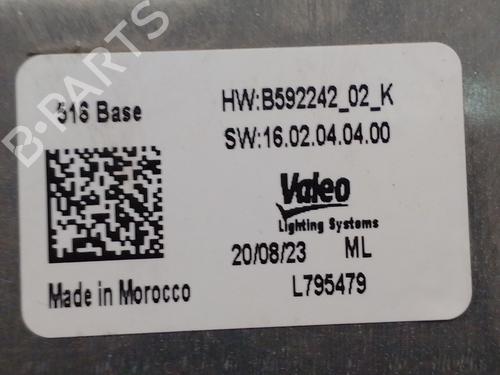 B-PARTS
516 Base
HW:B592242_02_K
SW:16.02.04.04.00
Valeo
Lighting Systems
20/08/23 ML
Made in Morocco
L795479